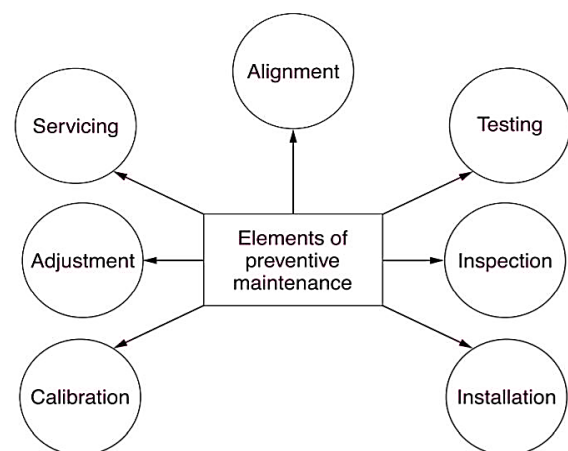 Alignment
Servicing
Testing
Elements of
preventive
maintenance
Adjustment
Inspection
Calibration
Installation